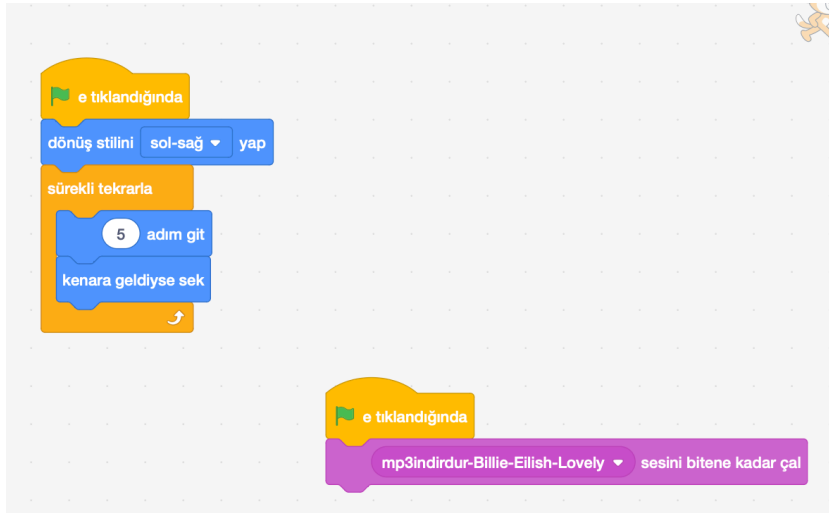 e tıklandığında
dönüş stilini sol-sağ yap
sürekli tekrarla
5 adım git
kenara geldiyse sek
e tıklandığında
mp3indirdur-Billie-Eilish-Lovely sesini bitene kadar çal